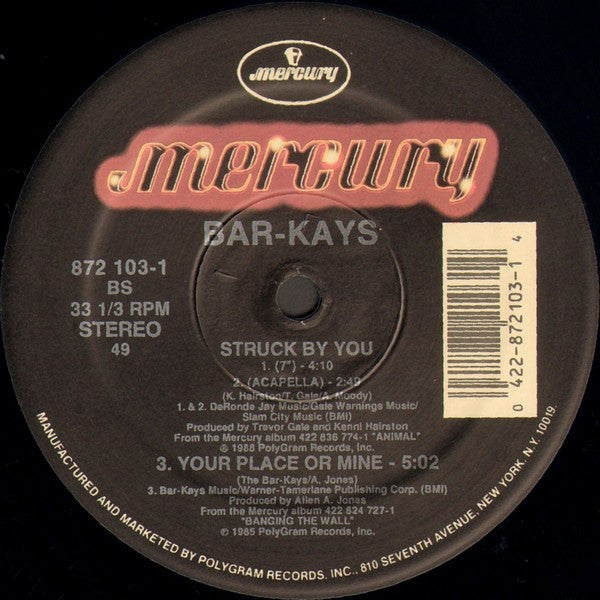 mercury
mercury
BAR-KAYS
872 103-1
BS
33 1/3 RPM
STEREO
49
0 422-872103-1 4
STRUCK BY YOU
1. (7") - 4:10
2. (ACAPELLA) - 2:49
(K. Hairston/T. Gale/A. Moody)
1. & 2. DeRonde Jay Music/Gale Warnings Music/
Slam City Music (BMI)
Produced by Trevor Gale and Kenni Hairston
From the Mercury album 422 836 774-1 "ANIMAL"
℗ 1988 PolyGram Records, Inc.
3. YOUR PLACE OR MINE - 5:02
(The Bar-Kays/A. Jones)
3. Bar-Kays Music/Warner-Tamerlane Publishing Corp. (BMI)
Produced by Allen A. Jones
From the Mercury album 422 824 727-1
"BANGING THE WALL"
℗ 1985 PolyGram Records, Inc.
MANUFACTURED AND MARKETED BY POLYGRAM RECORDS, INC., 810 SEVENTH AVENUE, NEW YORK, N.Y. 10019.